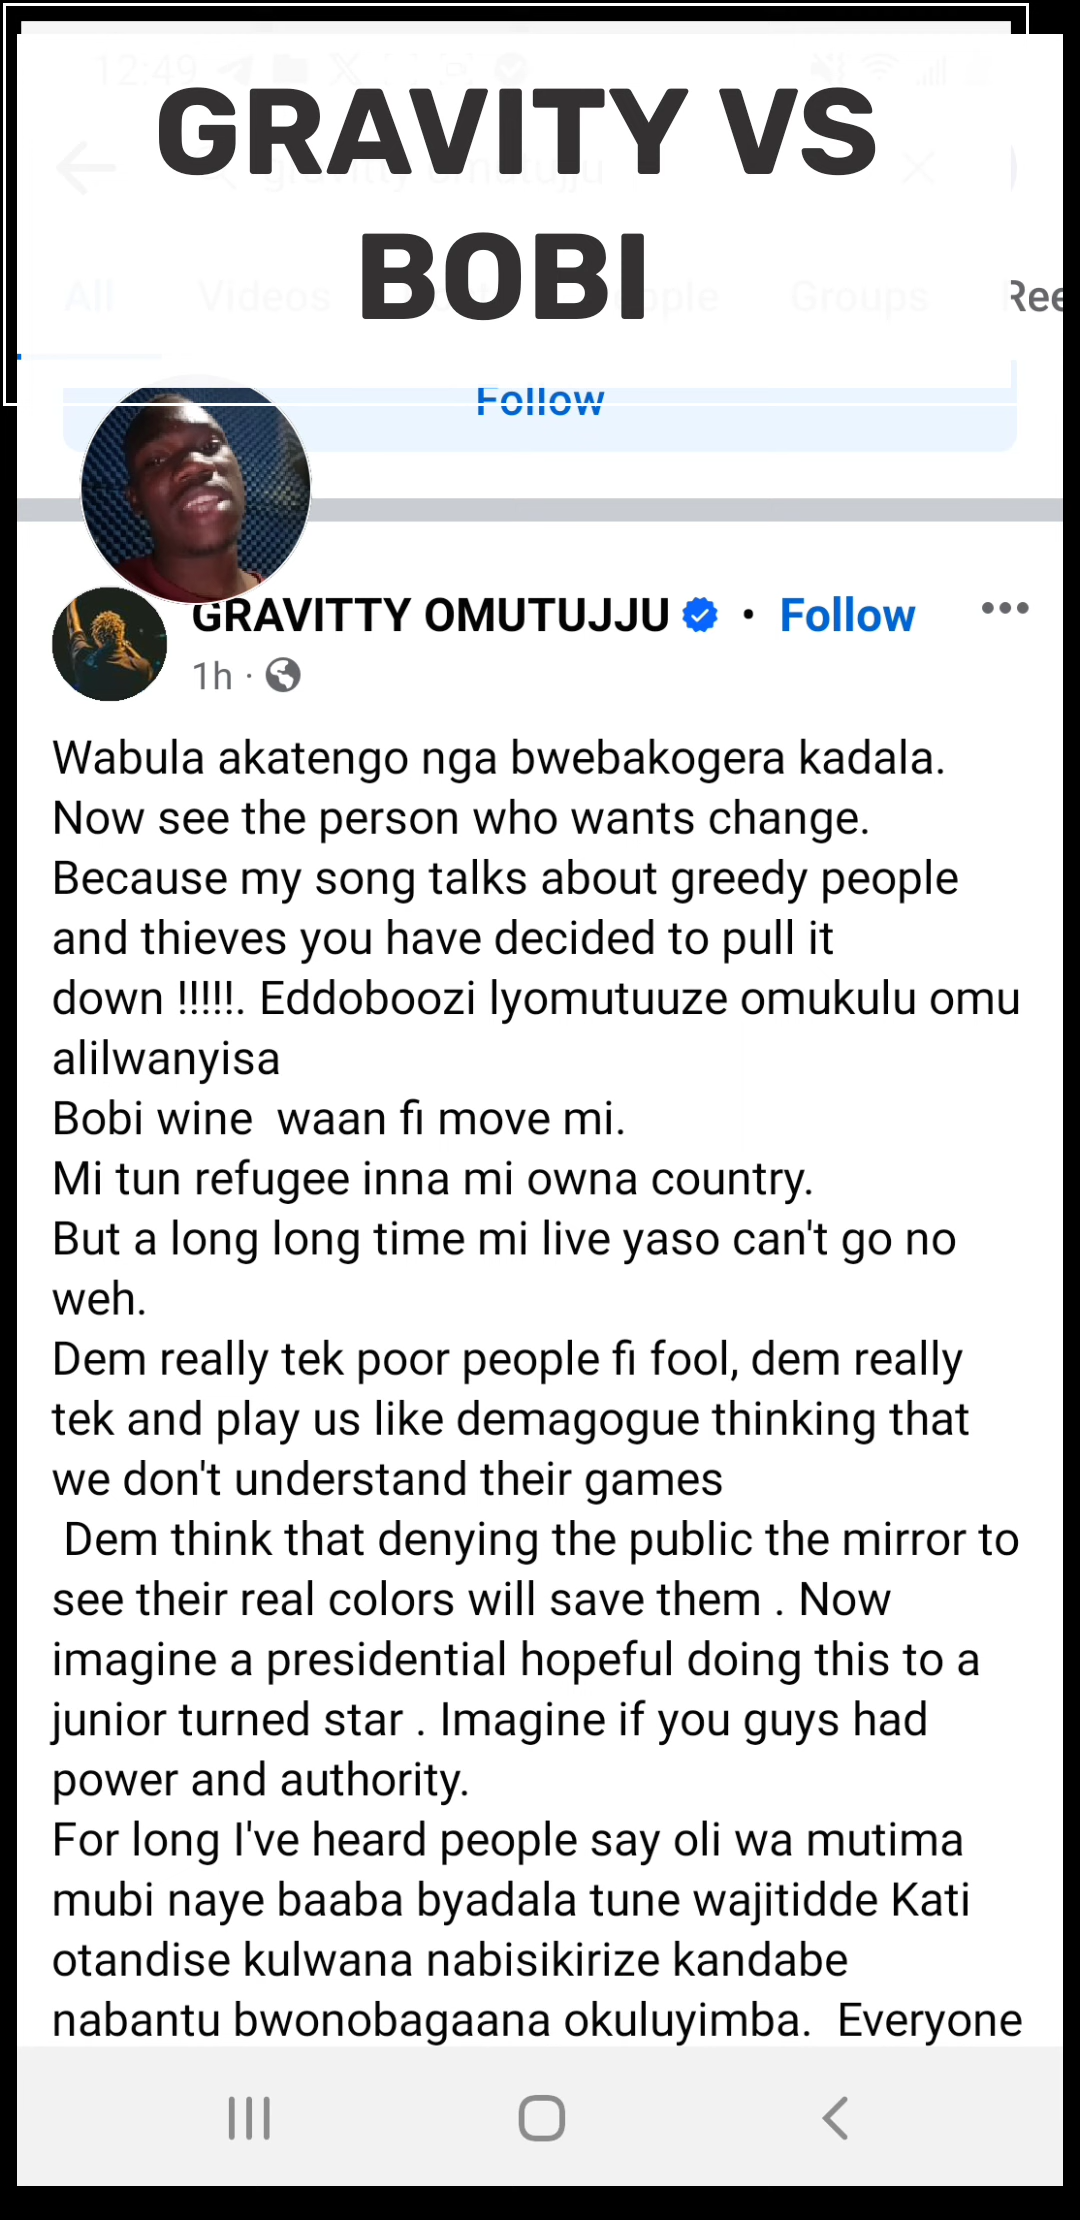 12:49
GRAVITY VS
BOBI
gravitty omutujju
All Videos People Groups Ree
Follow
GRAVITTY OMUTUJJU · Follow
1h ·
Wabula akatengo nga bwebakogera kadala.
Now see the person who wants change.
Because my song talks about greedy people
and thieves you have decided to pull it
down !!!!!. Eddoboozi lyomutuuze omukulu omu
alilwanyisa
Bobi wine  waan fi move mi.
Mi tun refugee inna mi owna country.
But a long long time mi live yaso can't go no
weh.
Dem really tek poor people fi fool, dem really
tek and play us like demagogue thinking that
we don't understand their games
Dem think that denying the public the mirror to
see their real colors will save them . Now
imagine a presidential hopeful doing this to a
junior turned star . Imagine if you guys had
power and authority.
For long I've heard people say oli wa mutima
mubi naye baaba byadala tune wajitidde Kati
otandise kulwana nabisikirize kandabe
nabantu bwonobagaana okuluyimba.  Everyone